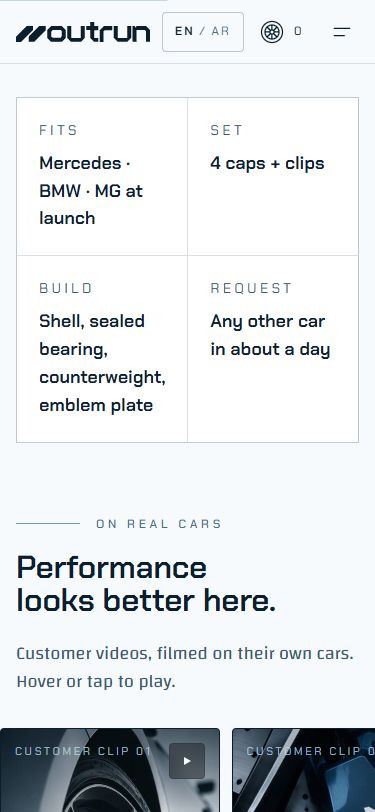 outrun
EN / AR
0
FITS
Mercedes ·
BMW · MG at
launch
SET
4 caps + clips
BUILD
Shell, sealed
bearing,
counterweight,
emblem plate
REQUEST
Any other car
in about a day
ON REAL CARS
Performance
looks better here.
Customer videos, filmed on their own cars.
Hover or tap to play.
CUSTOMER CLIP 01
CUSTOMER CLIP 0